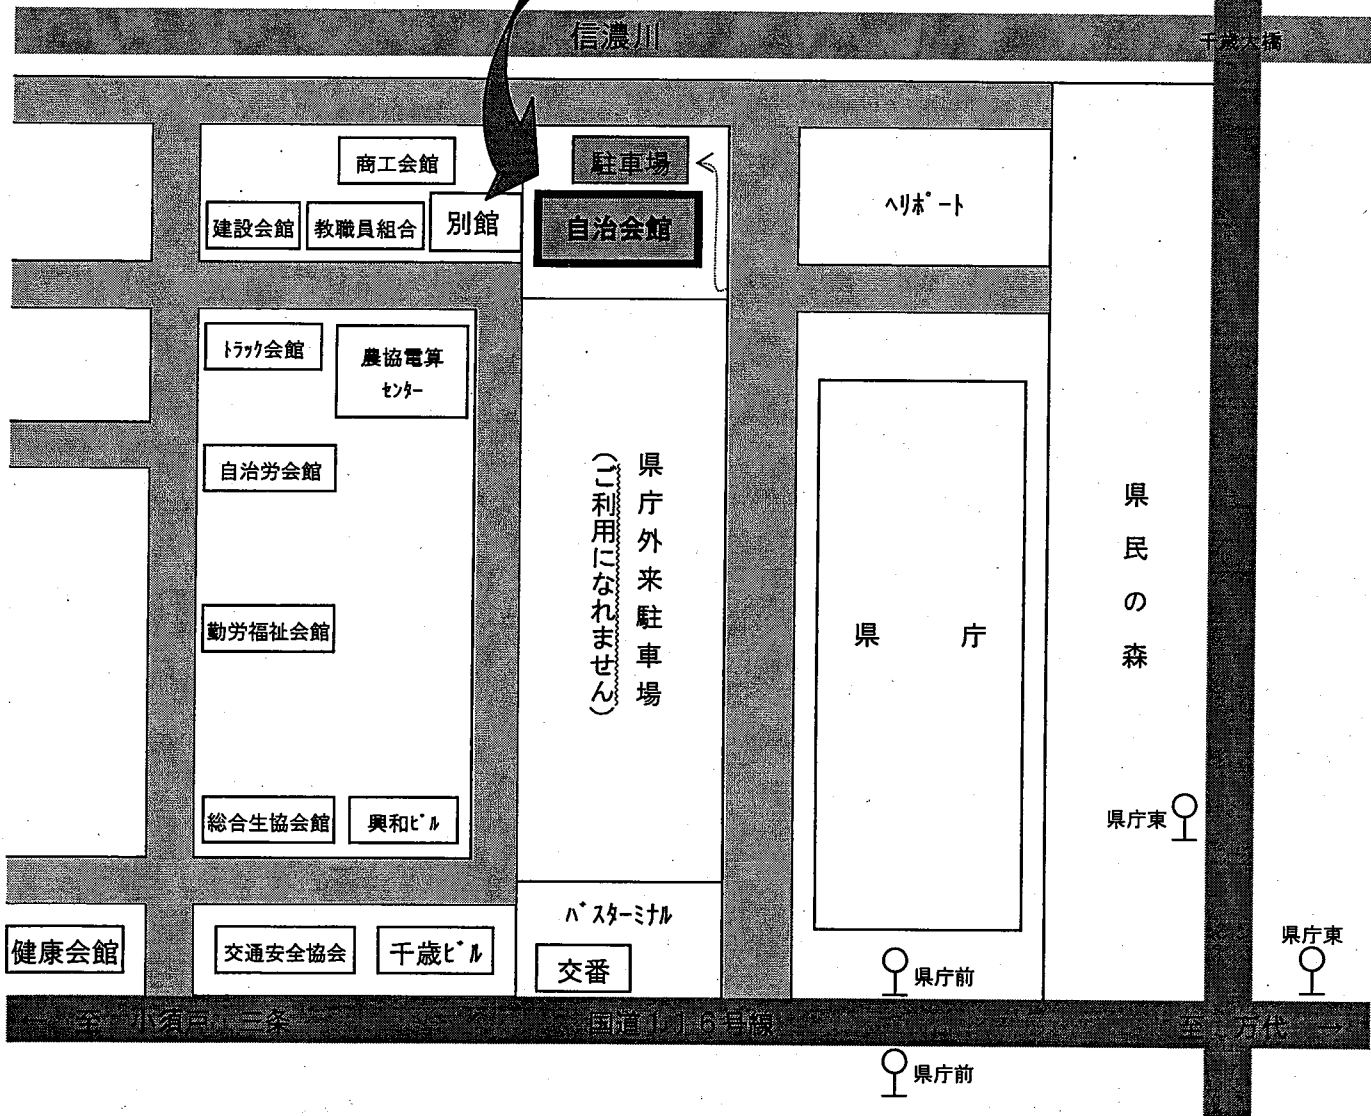 信濃川
千歳大橋
商工会館
駐車場
ﾍﾘﾎﾟｰﾄ
建設会館
教職員組合
別館
自治会館
ﾄﾗｯｸ会館
農協電算
ｾﾝﾀｰ
自治労会館
県庁外来駐車場
(ご利用になれません)
勤労福祉会館
県庁
県民の森
総合生協会館
興和ﾋﾞﾙ
県庁東
ﾊﾞｽﾀｰﾐﾅﾙ
健康会館
交通安全協会
千歳ﾋﾞﾙ
交番
県庁前
県庁東
← 至 小須戸、三条
国道116号線
至 万代 →
県庁前